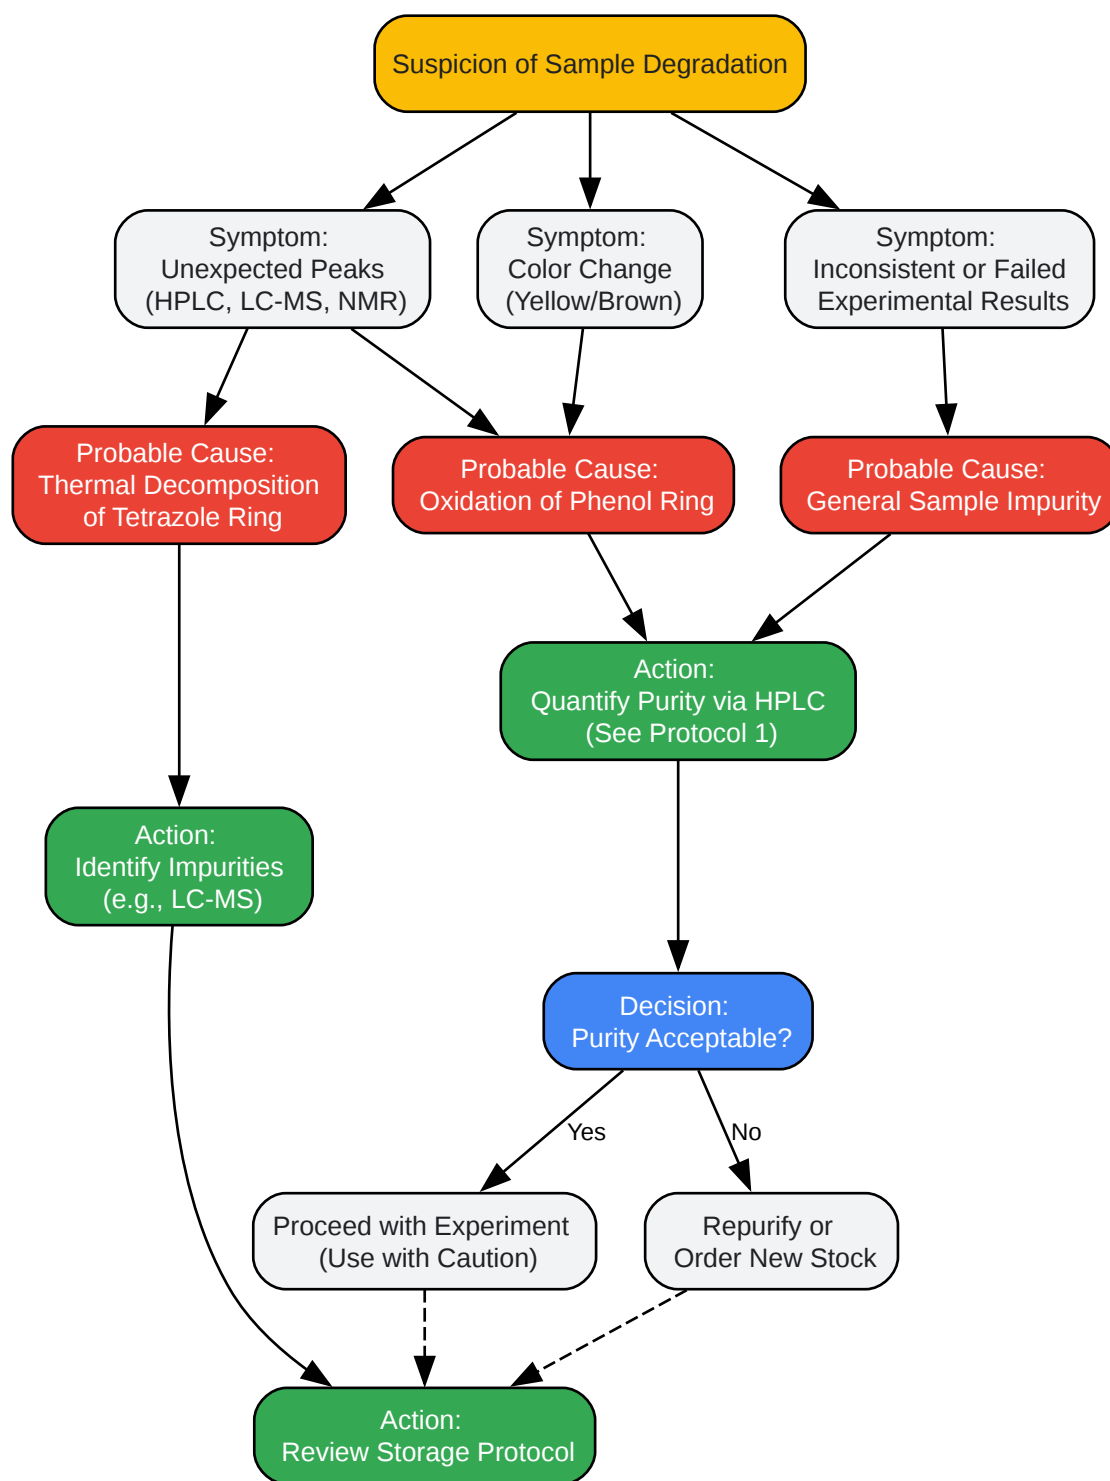 Suspicion of Sample Degradation
Symptom:
Unexpected Peaks
(HPLC, LC-MS, NMR)
Symptom:
Color Change
(Yellow/Brown)
Symptom:
Inconsistent or Failed
Experimental Results
Probable Cause:
Thermal Decomposition
of Tetrazole Ring
Probable Cause:
Oxidation of Phenol Ring
Probable Cause:
General Sample Impurity
Action:
Quantify Purity via HPLC
(See Protocol 1)
Action:
Identify Impurities
(e.g., LC-MS)
Decision:
Purity Acceptable?
Yes
No
Proceed with Experiment
(Use with Caution)
Repurify or
Order New Stock
Action:
Review Storage Protocol